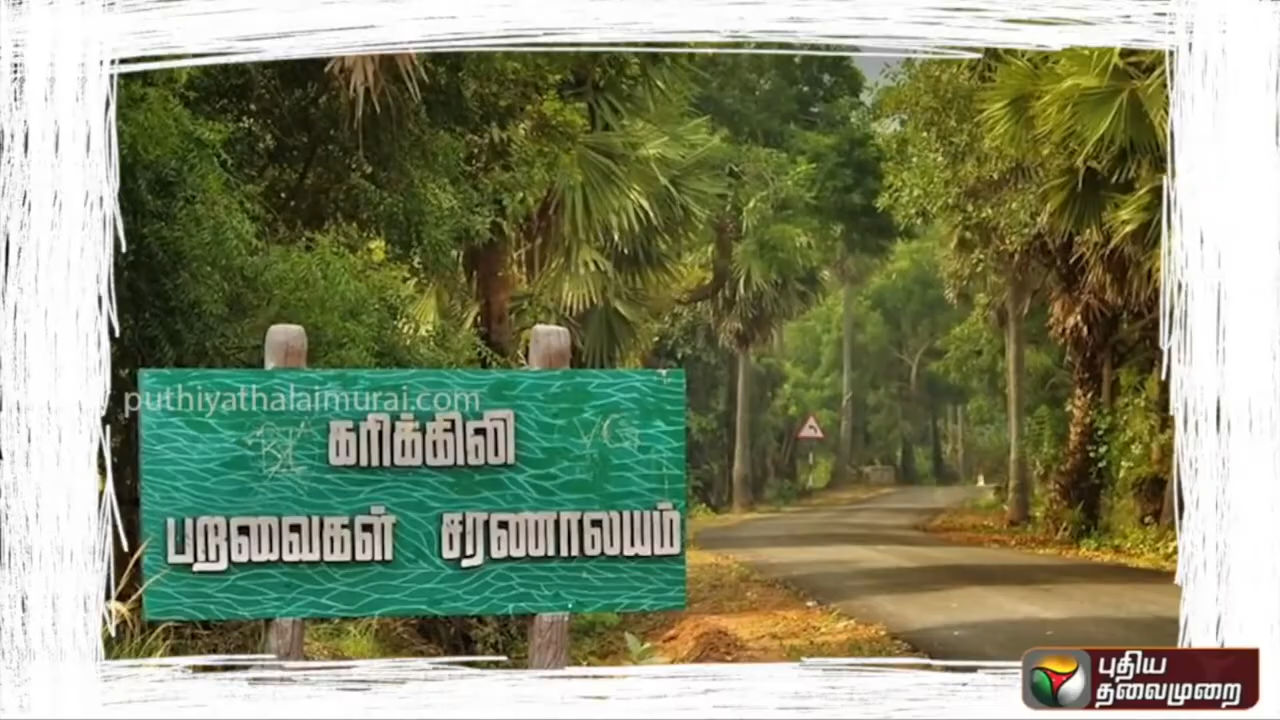 puthiyathalaimurai.com
கரிக்கிலி
பறவைகள் சரணாலயம்
புதிய
தலைமுறை